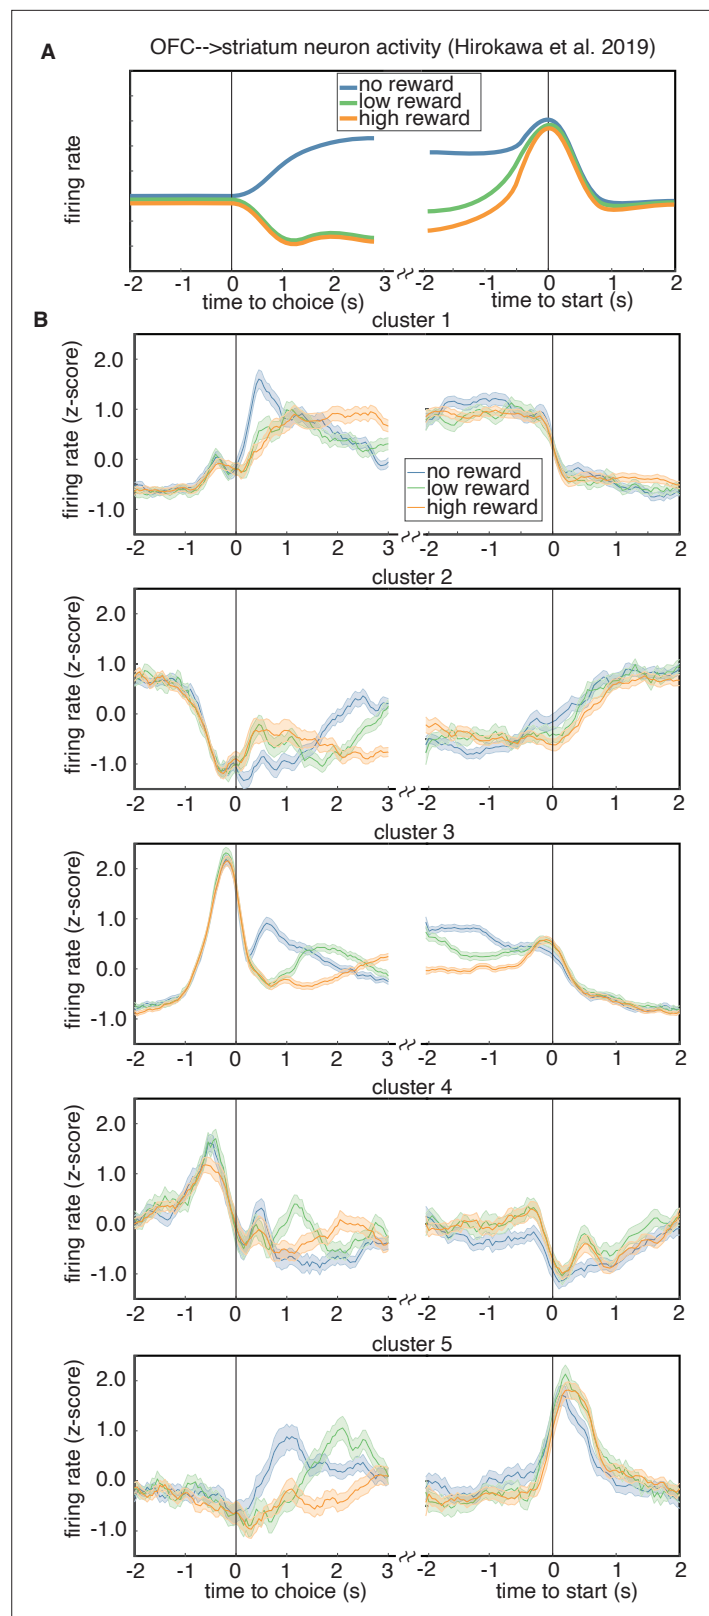 A
OFC-->striatum neuron activity (Hirokawa et al. 2019)
no reward
low reward
high reward
firing rate
-2 -1 0 1 2 3 -2 -1 0 1 2
time to choice (s) time to start (s)
B
cluster 1
firing rate (z-score)
2.0
1.0
0.0
-1.0
no reward
low reward
high reward
-2 -1 0 1 2 3 -2 -1 0 1 2
cluster 2
firing rate (z-score)
2.0
1.0
0.0
-1.0
-2 -1 0 1 2 3 -2 -1 0 1 2
cluster 3
firing rate (z-score)
2.0
1.0
0.0
-1.0
-2 -1 0 1 2 3 -2 -1 0 1 2
cluster 4
firing rate (z-score)
2.0
1.0
0.0
-1.0
-2 -1 0 1 2 3 -2 -1 0 1 2
cluster 5
firing rate (z-score)
2.0
1.0
0.0
-1.0
-2 -1 0 1 2 3 -2 -1 0 1 2
time to choice (s) time to start (s)